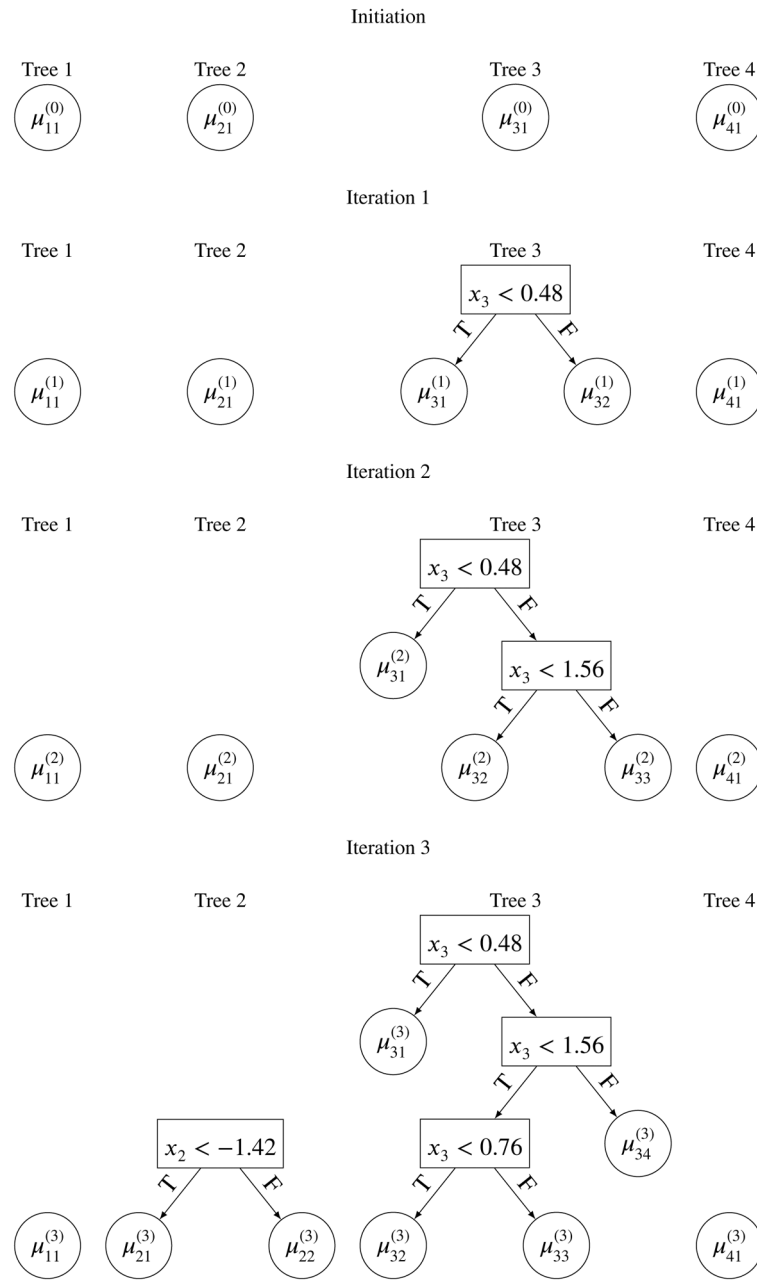 Initiation
Tree 1 Tree 2 Tree 3 Tree 4
μ₁₁⁽⁰⁾ μ₂₁⁽⁰⁾ μ₃₁⁽⁰⁾ μ₄₁⁽⁰⁾
Iteration 1
Tree 1 Tree 2 Tree 3 Tree 4
x₃ < 0.48
T F
μ₁₁⁽¹⁾ μ₂₁⁽¹⁾ μ₃₁⁽¹⁾ μ₃₂⁽¹⁾ μ₄₁⁽¹⁾
Iteration 2
Tree 1 Tree 2 Tree 3 Tree 4
x₃ < 0.48
T F
μ₃₁⁽²⁾ x₃ < 1.56
T F
μ₁₁⁽²⁾ μ₂₁⁽²⁾ μ₃₂⁽²⁾ μ₃₃⁽²⁾ μ₄₁⁽²⁾
Iteration 3
Tree 1 Tree 2 Tree 3 Tree 4
x₃ < 0.48
T F
μ₃₁⁽³⁾ x₃ < 1.56
T F
x₂ < −1.42 x₃ < 0.76 μ₃₄⁽³⁾
T F T F
μ₁₁⁽³⁾ μ₂₁⁽³⁾ μ₂₂⁽³⁾ μ₃₂⁽³⁾ μ₃₃⁽³⁾ μ₄₁⁽³⁾